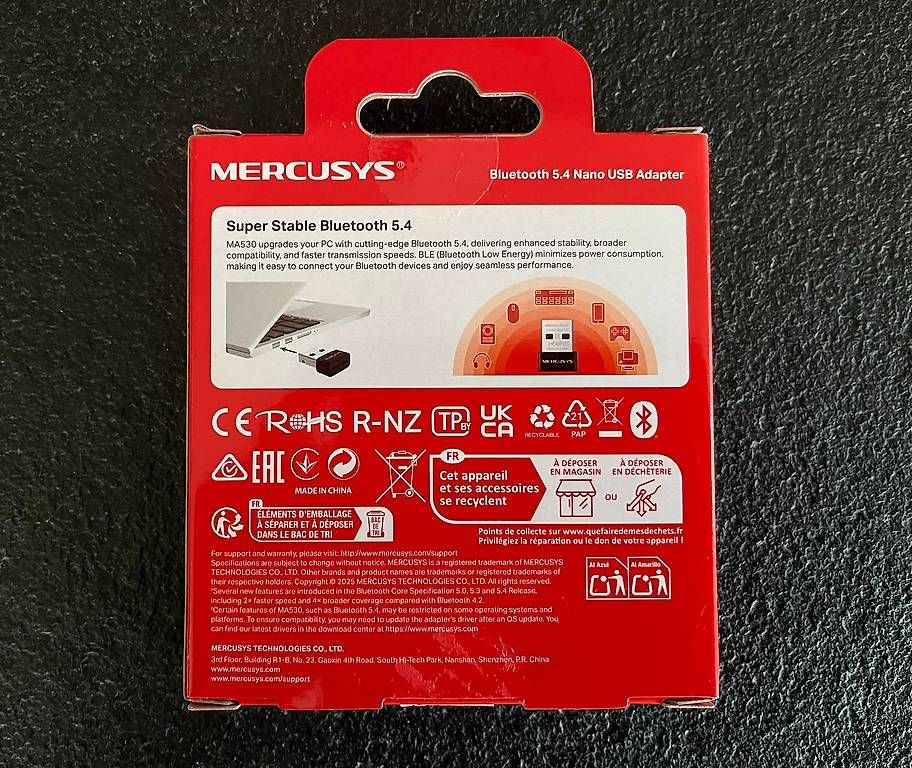 MERCUSYS®
Bluetooth 5.4 Nano USB Adapter
Super Stable Bluetooth 5.4
MA530 upgrades your PC with cutting-edge Bluetooth 5.4, delivering enhanced stability, broader
compatibility, and faster transmission speeds. BLE (Bluetooth Low Energy) minimizes power consumption,
making it easy to connect your Bluetooth devices and enjoy seamless performance.
MERCUSYS
CE RoHS R-NZ TP BY UK CA
RECYCLABLE
21
PAP
EAC
MADE IN CHINA
FR
Cet appareil
et ses accessoires
se recyclent
À DÉPOSER
EN MAGASIN
OU
À DÉPOSER
EN DÉCHÈTERIE
Points de collecte sur www.quefairedemesdechets.fr
Privilégiez la réparation ou le don de votre appareil !
FR
ÉLÉMENTS D'EMBALLAGE
À SÉPARER ET À DÉPOSER
DANS LE BAC DE TRI
BAC
DE
TRI
Al Azul
Al Amarillo
For support and warranty, please visit: http://www.mercusys.com/support
Specifications are subject to change without notice. MERCUSYS is a registered trademark of MERCUSYS
TECHNOLOGIES CO., LTD. Other brands and product names are trademarks or registered trademarks of
their respective holders. Copyright © 2025 MERCUSYS TECHNOLOGIES CO., LTD. All rights reserved.
Several new features are introduced in the Bluetooth Core Specification 5.0, 5.3 and 5.4 Release,
including 2× faster speed and 4× broader coverage compared with Bluetooth 4.2.
Certain features of MA530, such as Bluetooth 5.4, may be restricted on some operating systems and
platforms. To ensure compatibility, you may need to update the adapter's driver after an OS update. You
can find our latest drivers in the download center at https://www.mercusys.com
MERCUSYS TECHNOLOGIES CO., LTD.
3rd Floor, Building R1-B, No. 23, Gaoxin 4th Road, South Hi-Tech Park, Nanshan, Shenzhen, P.R. China
www.mercusys.com
www.mercusys.com/support